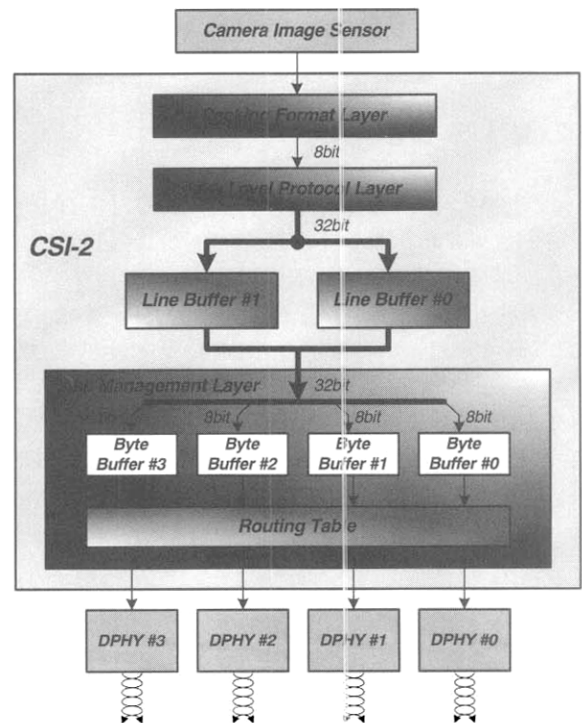 Camera Image Sensor
Format Layer
8bit
Level Protocol Layer
32bit
CSI-2
Line Buffer #1
Line Buffer #0
Management Layer
32bit
8bit
8bit
8bit
Byte
Buffer #3
Byte
Buffer #2
Byte
Buffer #1
Byte
Buffer #0
Routing Table
DPHY #3
DPHY #2
DPHY #1
DPHY #0